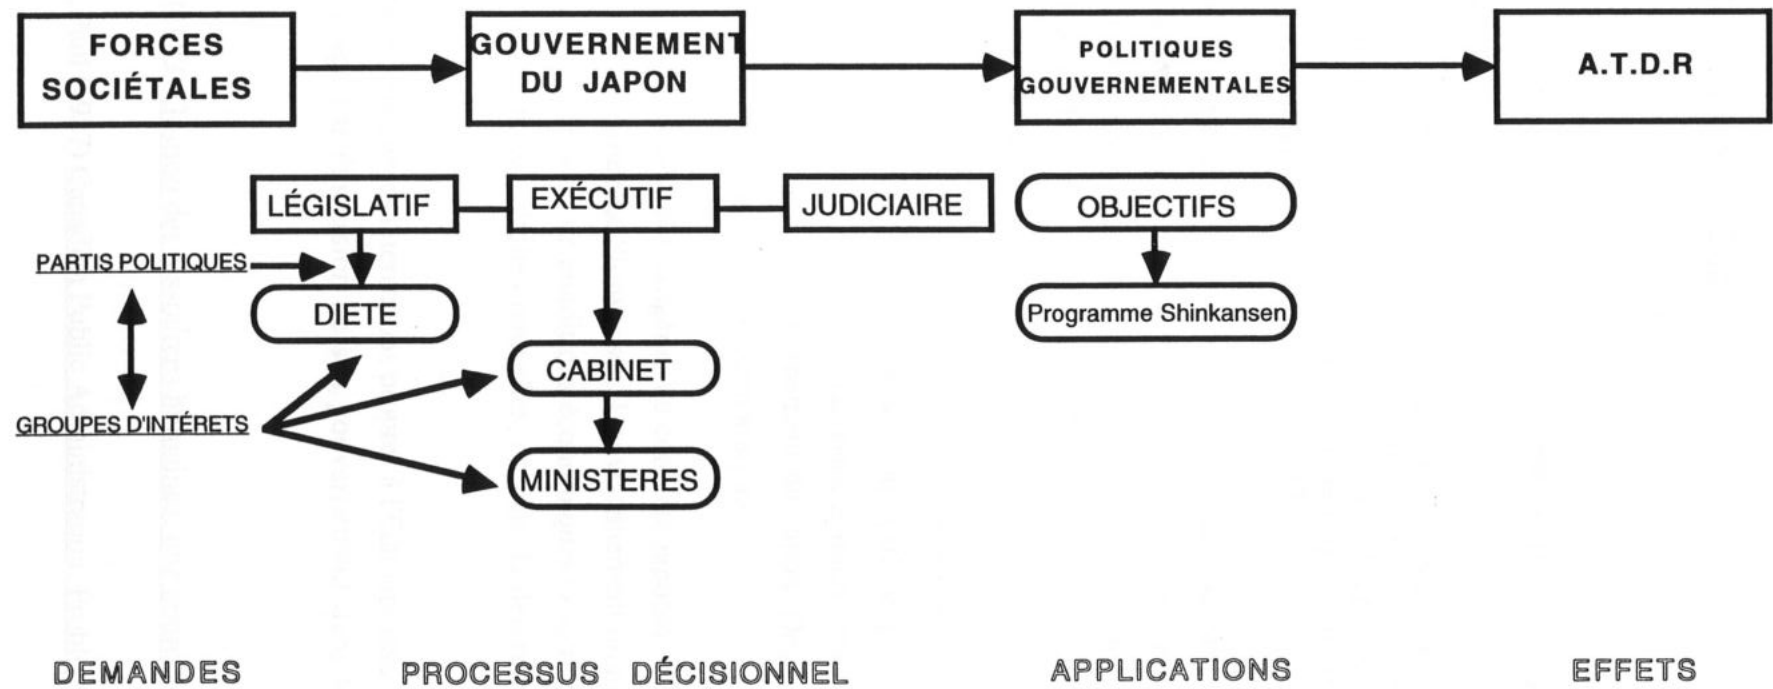 FORCES
SOCIÉTALES
GOUVERNEMENT
DU JAPON
POLITIQUES
GOUVERNEMENTALES
A.T.D.R
LÉGISLATIF
EXÉCUTIF
JUDICIAIRE
OBJECTIFS
PARTIS POLITIQUES
DIETE
Programme Shinkansen
CABINET
GROUPES D'INTÉRETS
MINISTERES
DEMANDES
PROCESSUS DÉCISIONNEL
APPLICATIONS
EFFETS